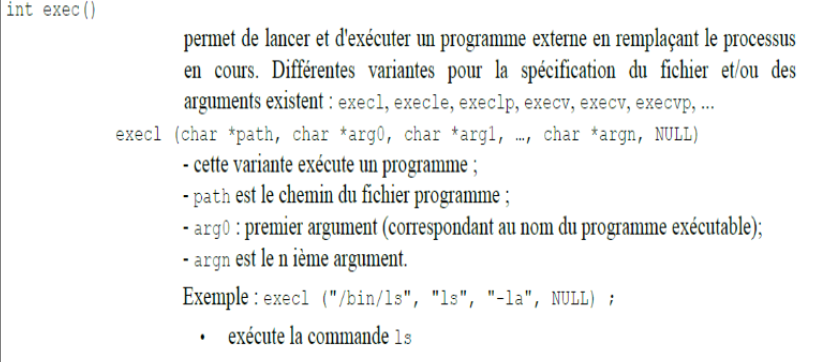 int exec()
permet de lancer et d'exécuter un programme externe en remplaçant le processus
en cours. Différentes variantes pour la spécification du fichier et/ou des
arguments existent : execl, execle, execlp, execv, execv, execvp, ...
execl (char *path, char *arg0, char *arg1, …, char *argn, NULL)
- cette variante exécute un programme ;
- path est le chemin du fichier programme ;
- arg0 : premier argument (correspondant au nom du programme exécutable);
- argn est le n ième argument.
Exemple : execl ("/bin/ls", "ls", "-la", NULL) ;
• exécute la commande ls